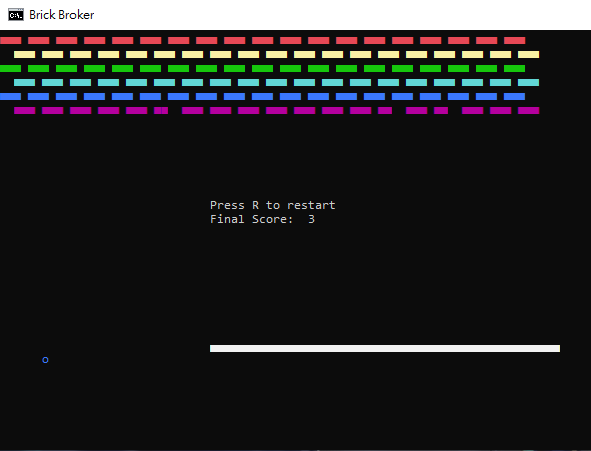 Brick Broker
Press R to restart
Final Score: 3
o